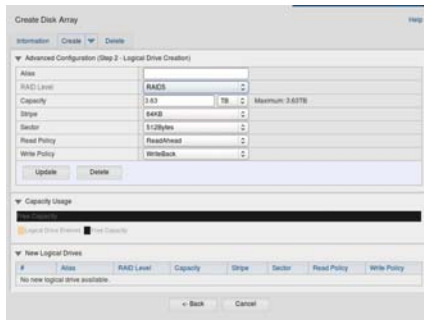 Create Disk Array
Help
Information Create Delete
Advanced Configuration (Step 2 - Logical Drive Creation)
Alias
RAID Level RAID5
Capacity 3.63 TB Maximum: 3.63TB
Stripe 64KB
Sector 512Bytes
Read Policy ReadAhead
Write Policy WriteBack
Update Delete
Capacity Usage
Free Capacity
Logical Drive Free Capacity
New Logical Drives
# Alias RAID Level Capacity Stripe Sector Read Policy Write Policy
No new logical drive available.
<- Back Cancel